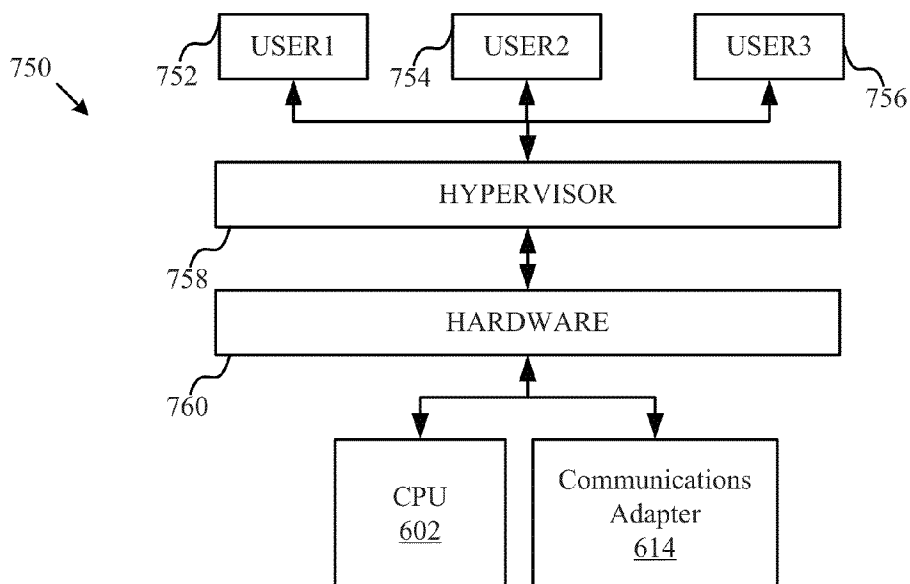 750
USER1
USER2
USER3
752
754
756
HYPERVISOR
758
HARDWARE
760
CPU
602
Communications
Adapter
614